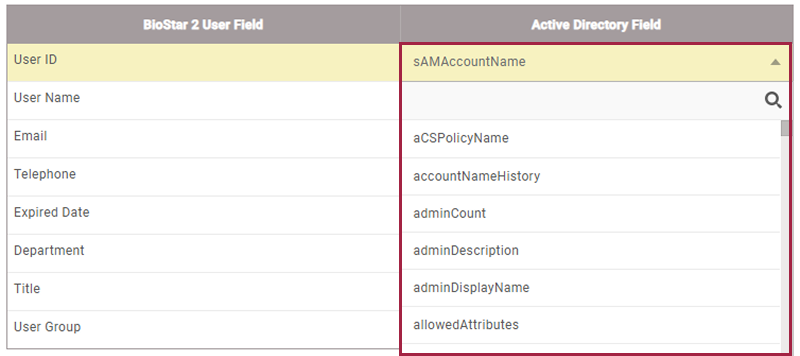 BioStar 2 User Field
Active Directory Field
User ID
sAMAccountName
User Name
Email
aCSPolicyName
Telephone
accountNameHistory
Expired Date
adminCount
Department
adminDescription
Title
adminDisplayName
User Group
allowedAttributes